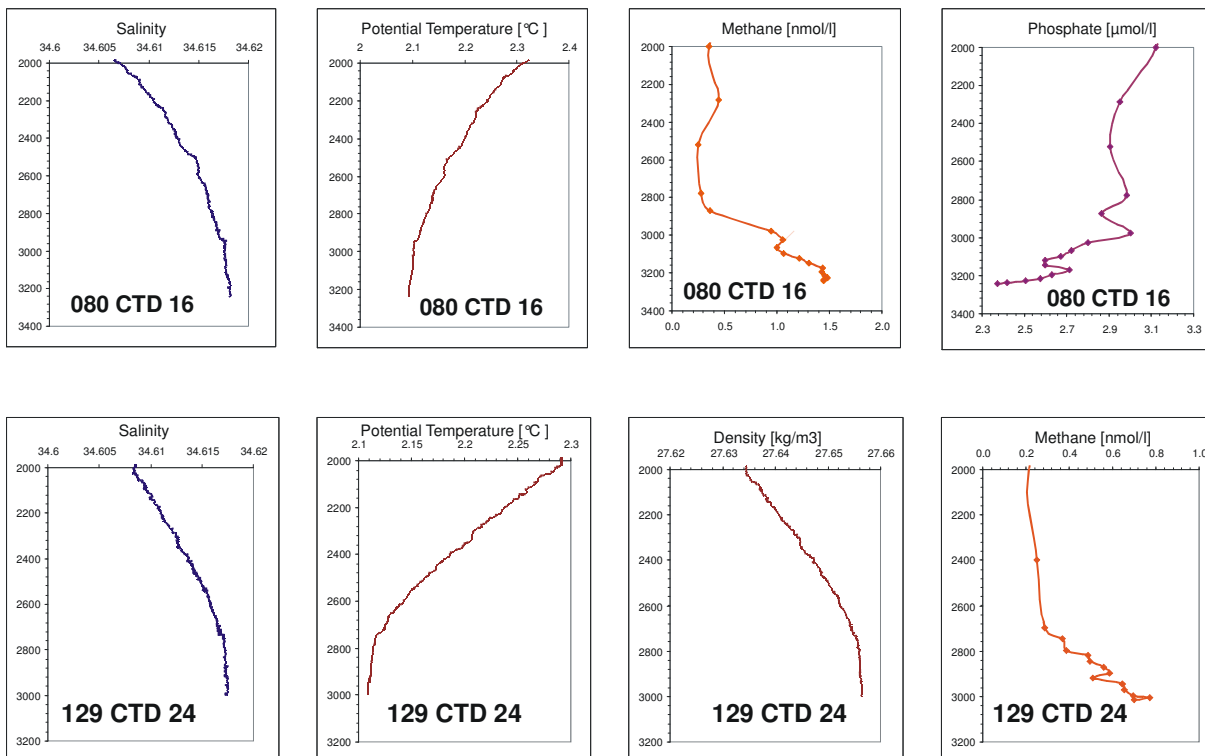 Salinity
34.6 34.605 34.61 34.615 34.62
2000
2200
2400
2600
2800
3000
3200
3400
080 CTD 16
Potential Temperature [°C ]
2 2.1 2.2 2.3 2.4
2000
2200
2400
2600
2800
3000
3200
3400
080 CTD 16
Methane [nmol/l]
2000
2200
2400
2600
2800
3000
3200
3400
080 CTD 16
0.0 0.5 1.0 1.5 2.0
Phosphate [µmol/l]
2000
2200
2400
2600
2800
3000
3200
3400
080 CTD 16
2.3 2.5 2.7 2.9 3.1 3.3
Salinity
34.6 34.605 34.61 34.615 34.62
2000
2200
2400
2600
2800
3000
3200
129 CTD 24
Potential Temperature [°C ]
2.1 2.15 2.2 2.25 2.3
2000
2200
2400
2600
2800
3000
3200
129 CTD 24
Density [kg/m3]
27.62 27.63 27.64 27.65 27.66
2000
2200
2400
2600
2800
3000
3200
129 CTD 24
Methane [nmol/l]
0.0 0.2 0.4 0.6 0.8 1.0
2000
2200
2400
2600
2800
3000
3200
129 CTD 24